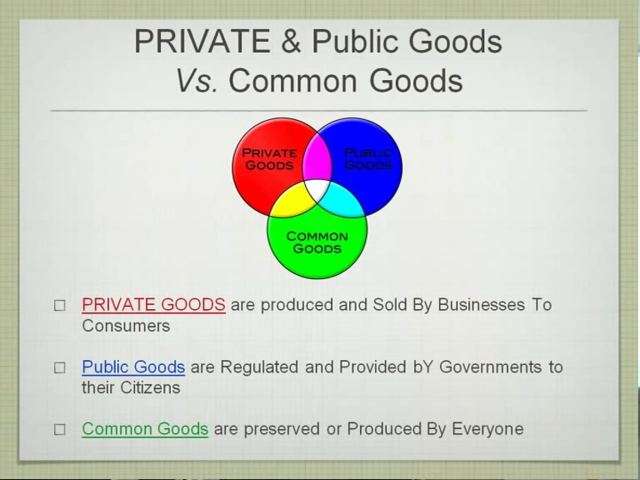 PRIVATE & Public Goods
Vs. Common Goods
PRIVATE
GOODS
PUBLIC
GOODS
COMMON
GOODS
PRIVATE GOODS are produced and Sold By Businesses To
Consumers
Public Goods are Regulated and Provided bY Governments to
their Citizens
Common Goods are preserved or Produced By Everyone